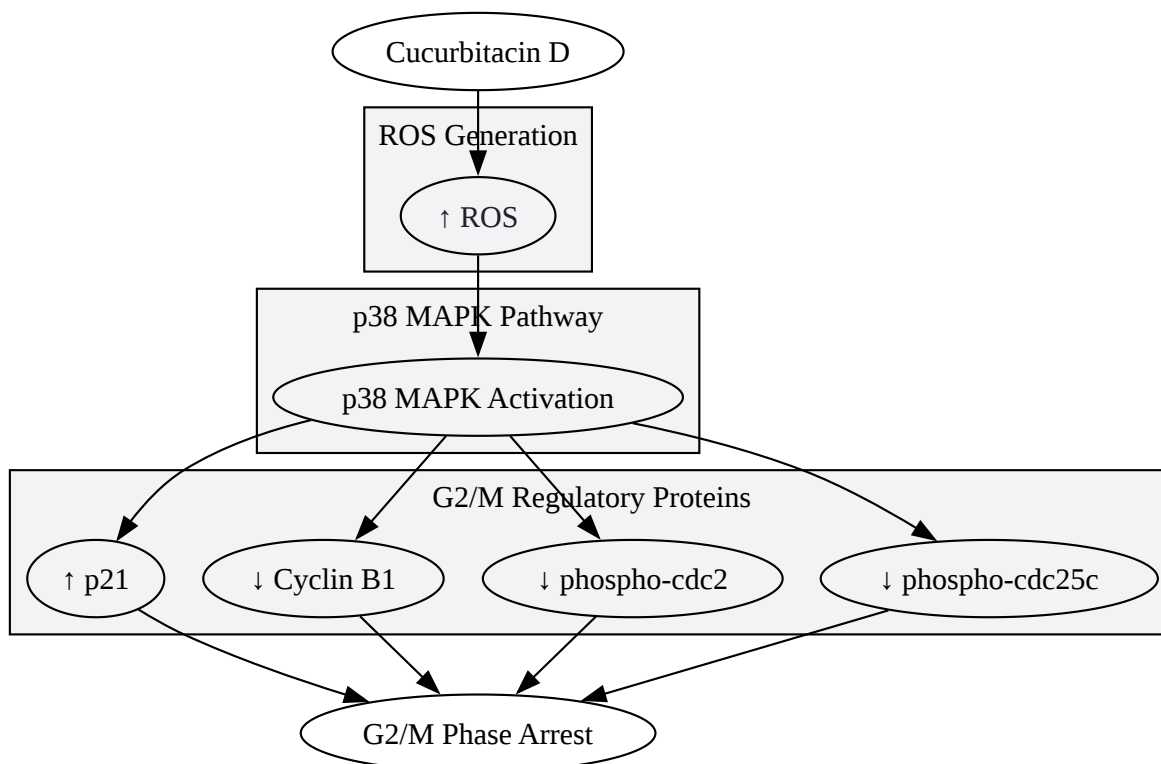 Cucurbitacin D
ROS Generation
↑ ROS
p38 MAPK Pathway
p38 MAPK Activation
G2/M Regulatory Proteins
↑ p21
↓ Cyclin B1
↓ phospho-cdc2
↓ phospho-cdc25c
G2/M Phase Arrest